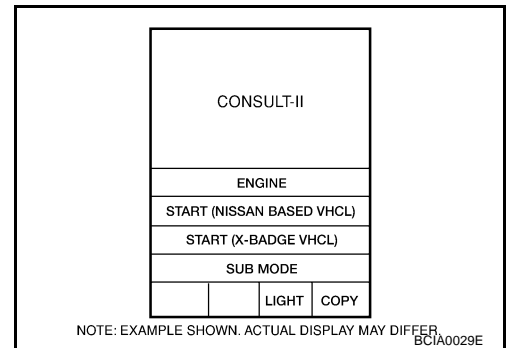 CONSULT-II
ENGINE
START (NISSAN BASED VHCL)
START (X-BADGE VHCL)
SUB MODE
LIGHT COPY
NOTE: EXAMPLE SHOWN. ACTUAL DISPLAY MAY DIFFER.
BCIA0029E